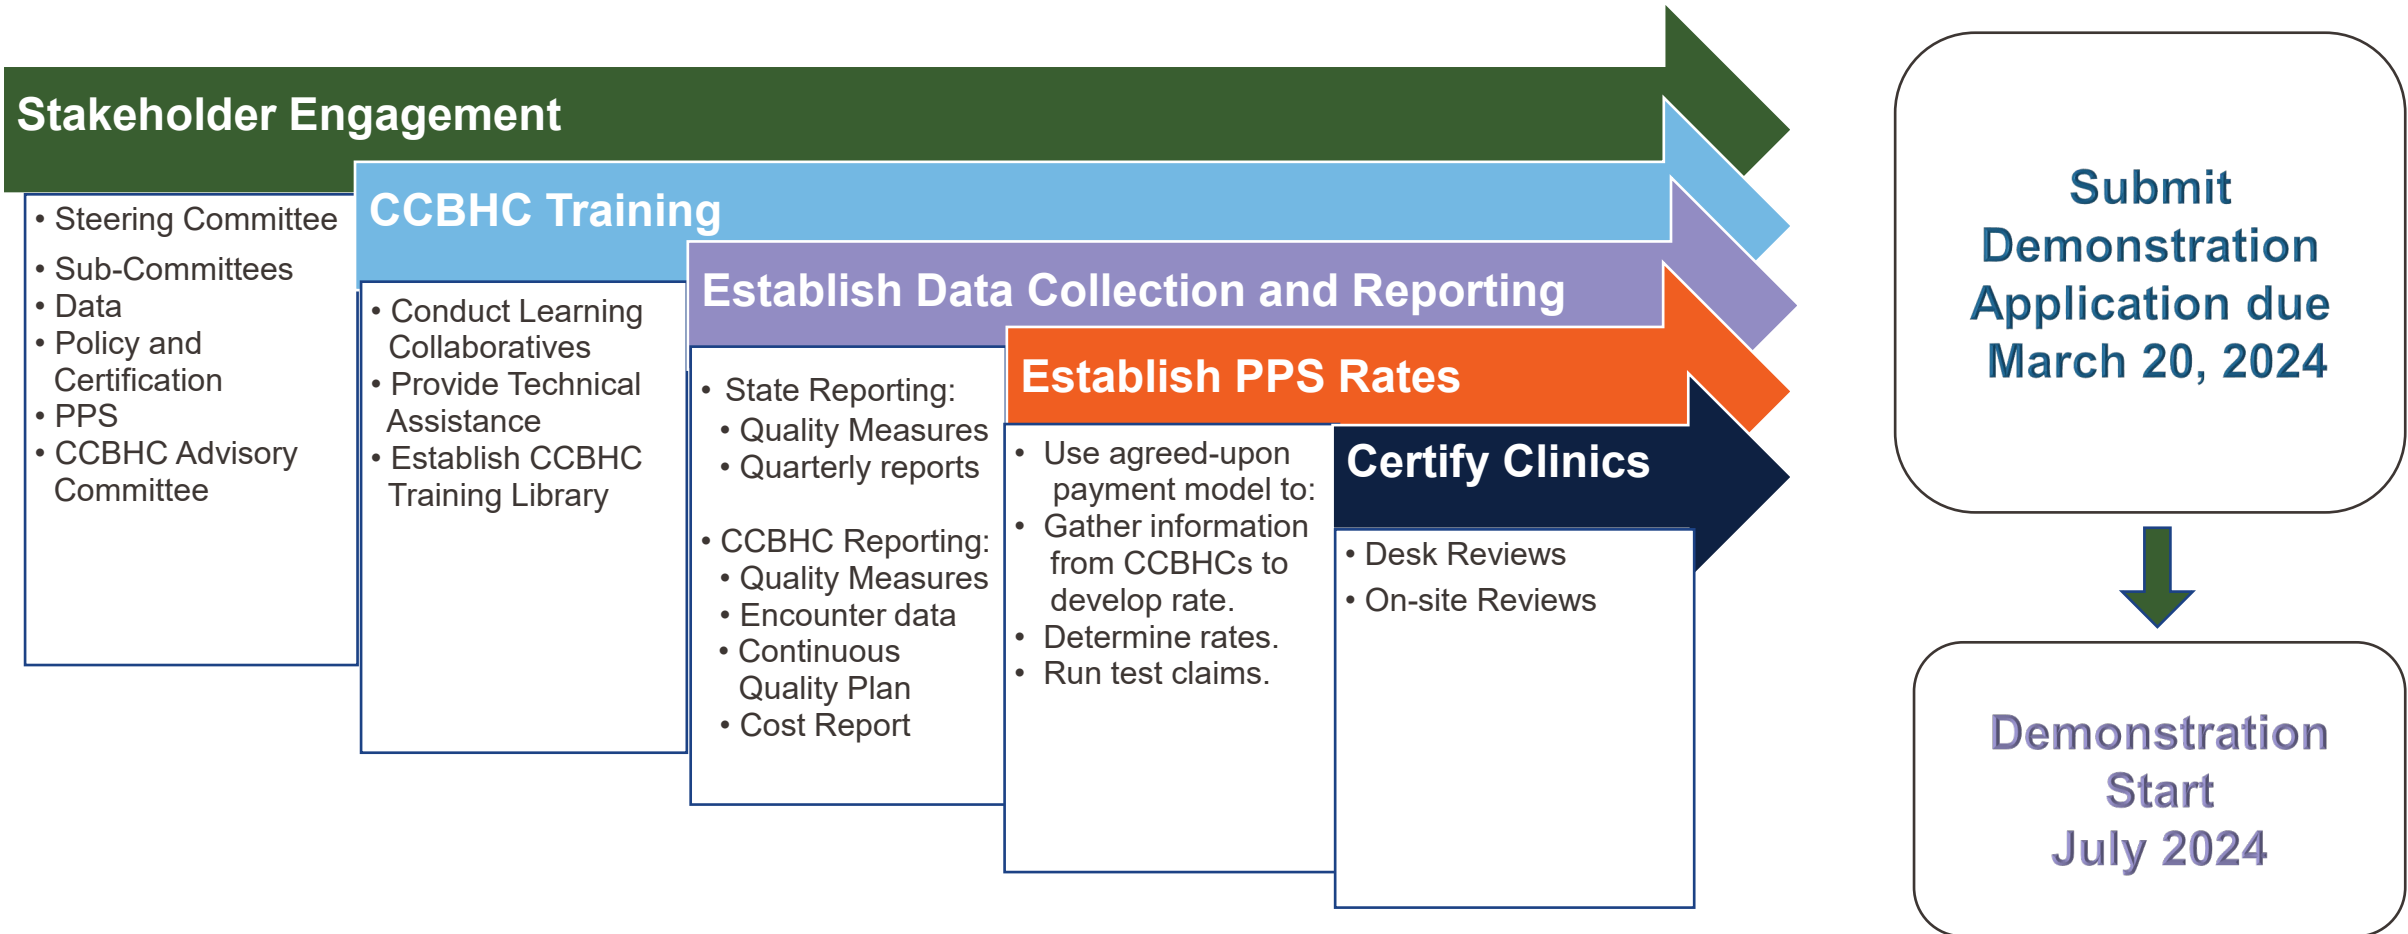 Stakeholder Engagement
• Steering Committee
• Sub-Committees
• Data
• Policy and
Certification
• PPS
• CCBHC Advisory
Committee
CCBHC Training
• Conduct Learning
Collaboratives
• Provide Technical
Assistance
• Establish CCBHC
Training Library
Establish Data Collection and Reporting
• State Reporting:
• Quality Measures
• Quarterly reports
• CCBHC Reporting:
• Quality Measures
• Encounter data
• Continuous
Quality Plan
• Cost Report
Establish PPS Rates
• Use agreed-upon
payment model to:
• Gather information
from CCBHCs to
develop rate.
• Determine rates.
• Run test claims.
Certify Clinics
• Desk Reviews
• On-site Reviews
Submit
Demonstration
Application due
March 20, 2024
Demonstration
Start
July 2024